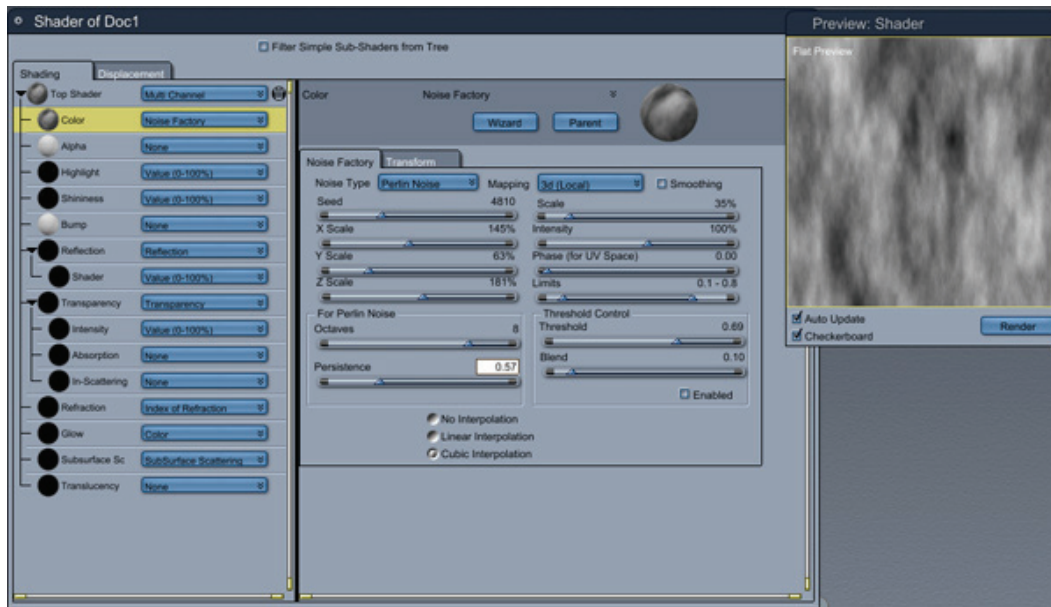 Shader of Doc1
Filter Simple Sub-Shaders from Tree
Shading
Displacement
Top Shader
Multi Channel
Color
Noise Factory
Alpha
None
Highlight
Value (0-100%)
Shininess
Value (0-100%)
Bump
None
Reflection
Reflection
Shader
Value (0-100%)
Transparency
Transparency
Intensity
Value (0-100%)
Absorption
None
In-Scattering
None
Refraction
Index of Refraction
Glow
Color
Subsurface Sc
SubSurface Scattering
Translucency
None
Color
Noise Factory
Wizard
Parent
Noise Factory
Transform
Noise Type
Perlin Noise
Mapping
3d (Local)
Smoothing
Seed
4810
Scale
35%
X Scale
145%
Intensity
100%
Y Scale
63%
Phase (for UV Space)
0.00
Z Scale
181%
Limits
0.1 - 0.8
For Perlin Noise
Octaves
8
Persistence
0.57
Threshold Control
Threshold
0.69
Blend
0.10
Enabled
No Interpolation
Linear Interpolation
Cubic Interpolation
Preview: Shader
Flat Preview
Auto Update
Checkerboard
Render